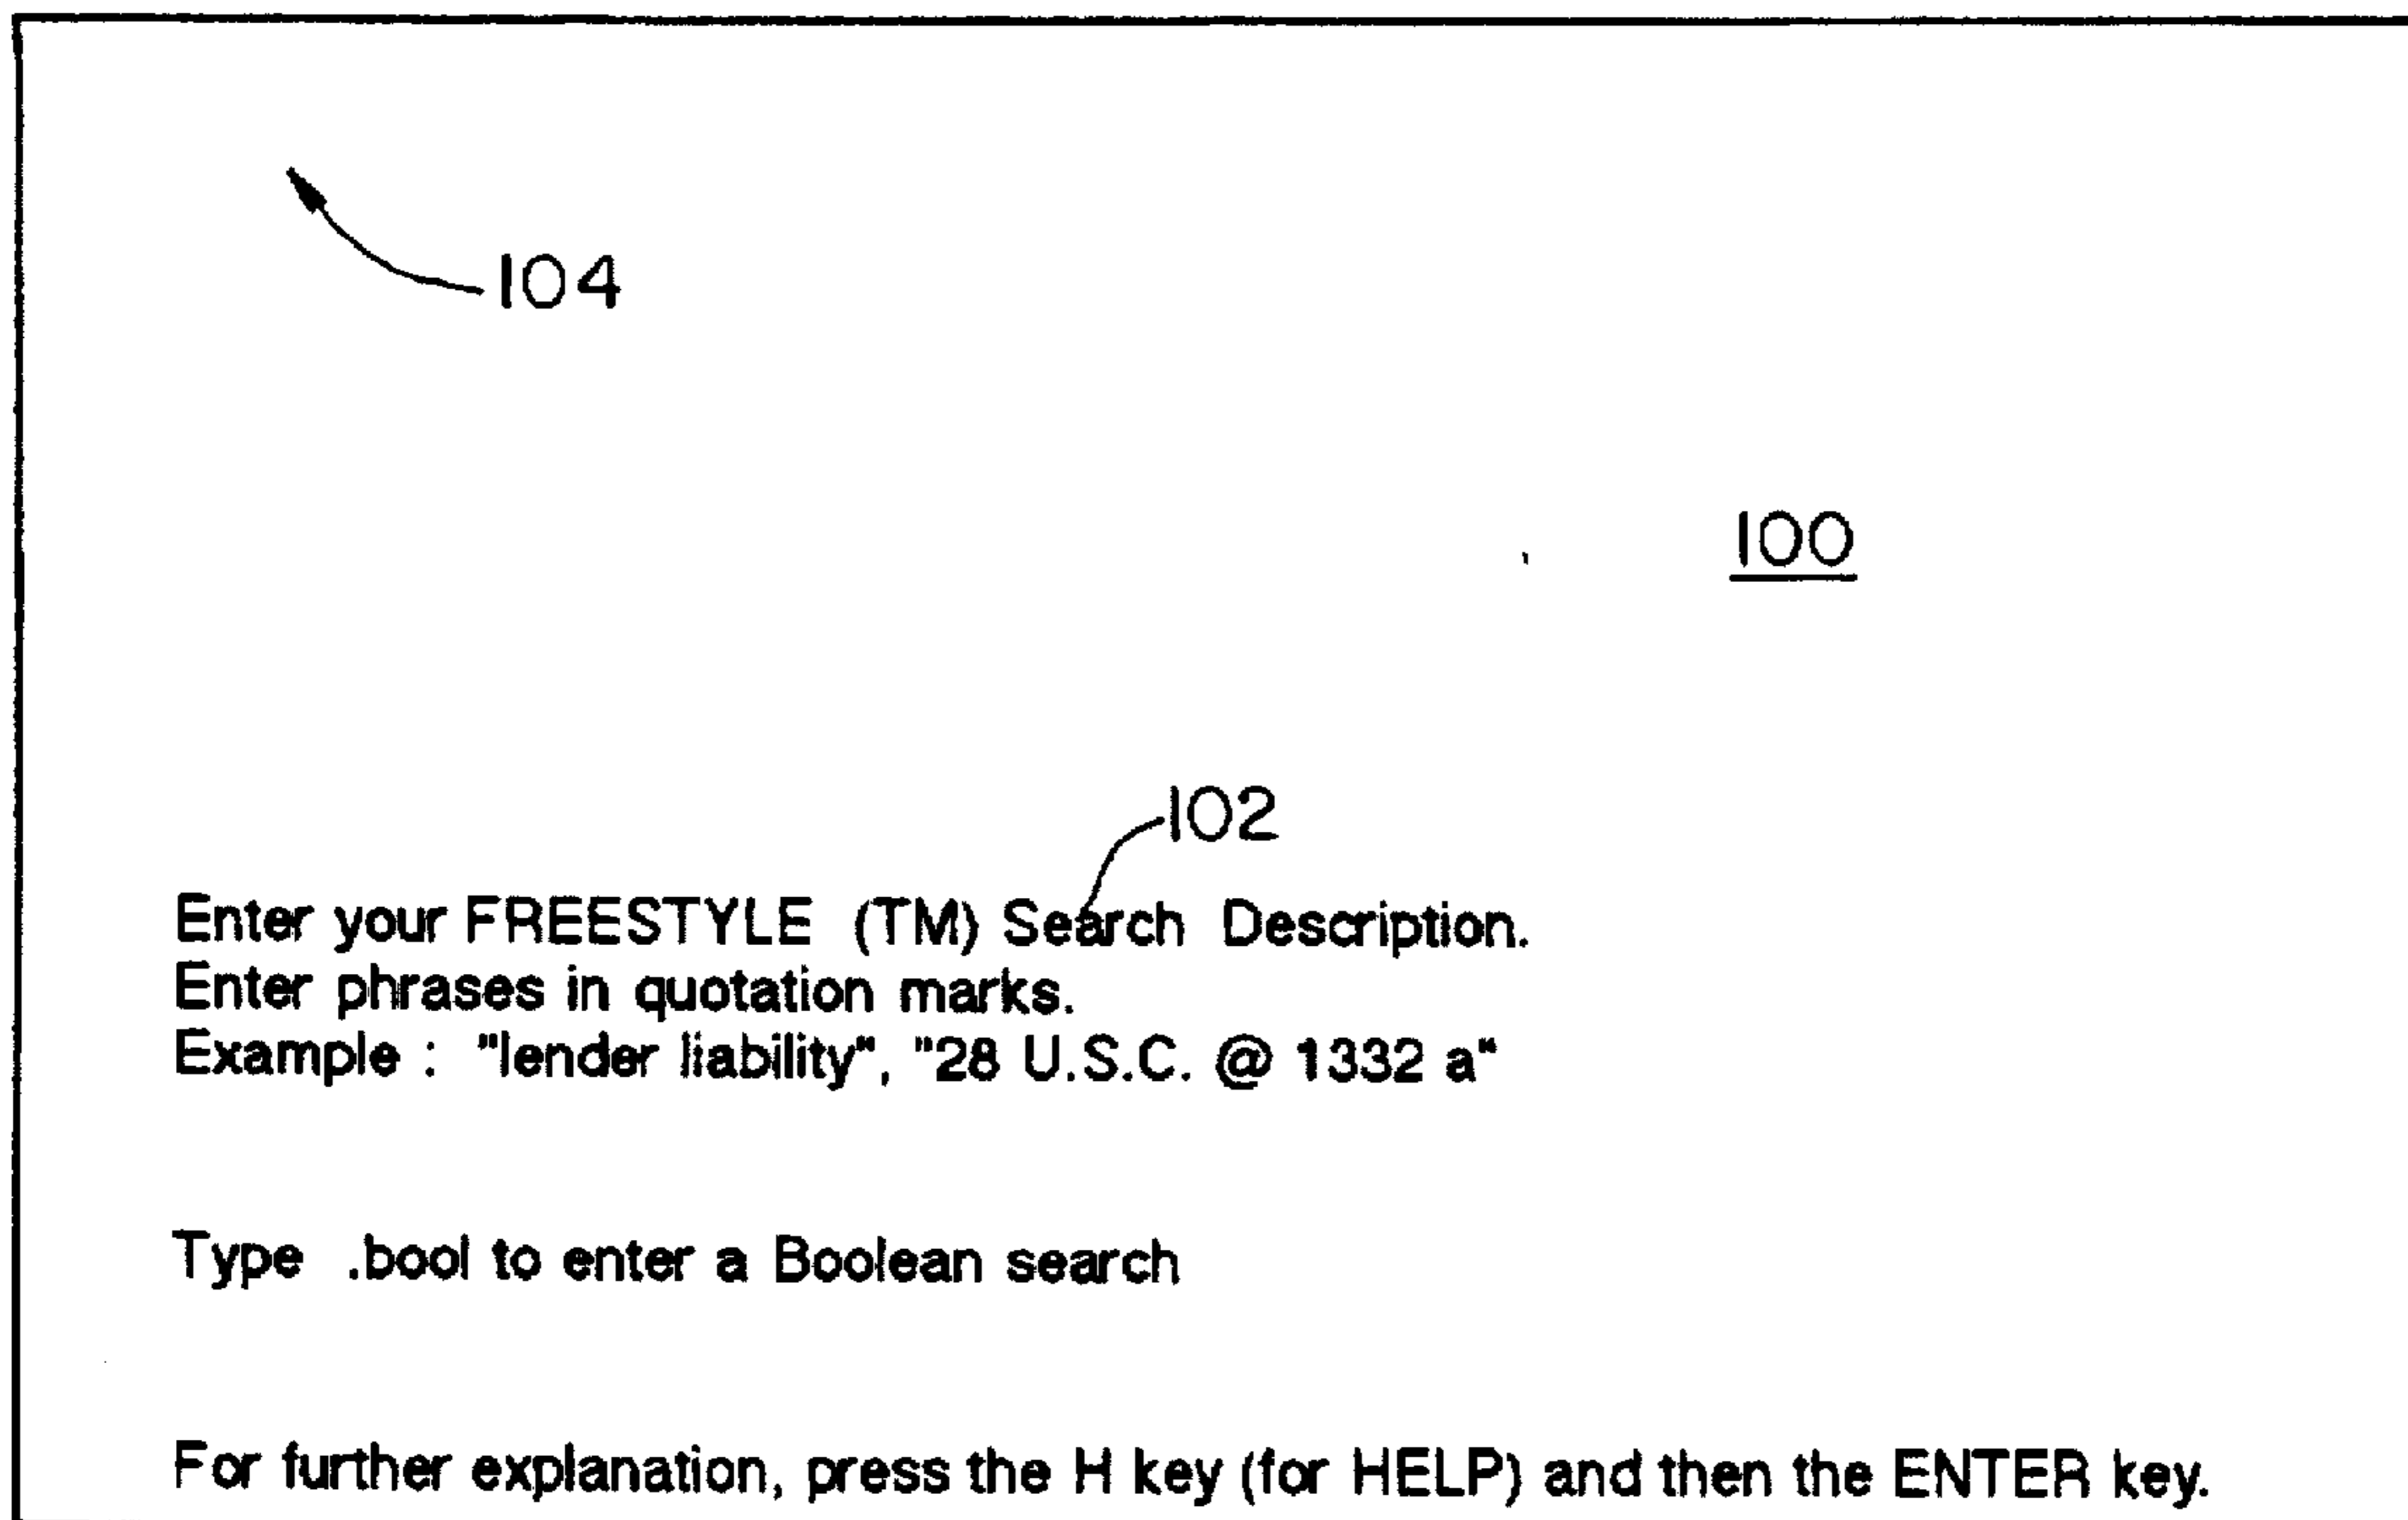 104
100
102
Enter your FREESTYLE (TM) Search Description.
Enter phrases in quotation marks.
Example : "lender liability", "28 U.S.C. @ 1332 a"
Type .bool to enter a Boolean search
For further explanation, press the H key (for HELP) and then the ENTER key.